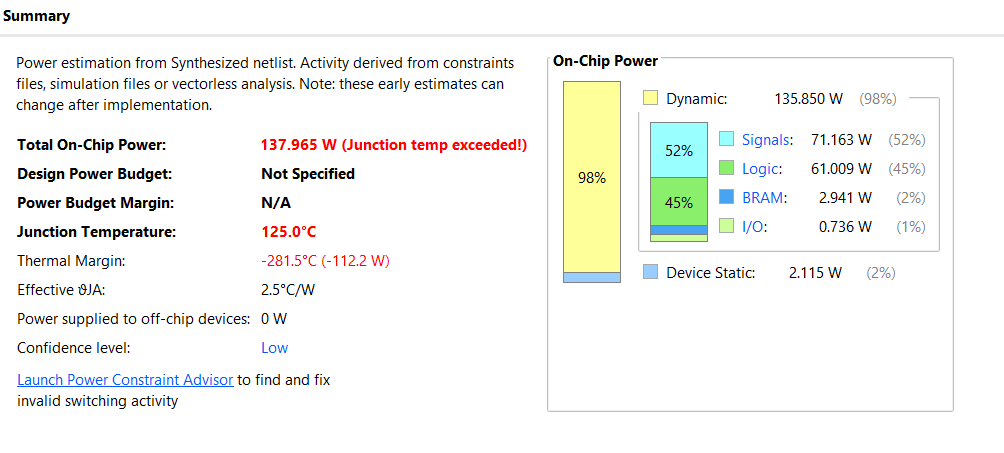 Summary
Power estimation from Synthesized netlist. Activity derived from constraints
files, simulation files or vectorless analysis. Note: these early estimates can
change after implementation.
Total On-Chip Power: 137.965 W (Junction temp exceeded!)
Design Power Budget: Not Specified
Power Budget Margin: N/A
Junction Temperature: 125.0°C
Thermal Margin: -281.5°C (-112.2 W)
Effective ϑJA: 2.5°C/W
Power supplied to off-chip devices: 0 W
Confidence level: Low
Launch Power Constraint Advisor to find and fix
invalid switching activity
On-Chip Power
98%
Dynamic: 135.850 W (98%)
52%
45%
Signals: 71.163 W (52%)
Logic: 61.009 W (45%)
BRAM: 2.941 W (2%)
I/O: 0.736 W (1%)
Device Static: 2.115 W (2%)